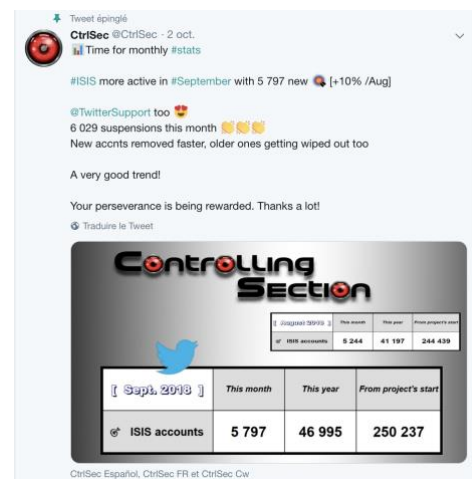 Tweet épinglé
CtrlSec @CtrlSec · 2 oct.
Time for monthly #stats
#ISIS more active in #September with 5 797 new [+10% /Aug]
@TwitterSupport too
6 029 suspensions this month
New accnts removed faster, older ones getting wiped out too
A very good trend!
Your perseverance is being rewarded. Thanks a lot!
Traduire le Tweet
Controlling
Section
[ August 2018 ] This month This year From project's start
ISIS accounts 5 244 41 197 244 439
[ Sept. 2018 ] This month This year From project's start
ISIS accounts 5 797 46 995 250 237
CtrlSec Español, CtrlSec FR et CtrlSec Cw